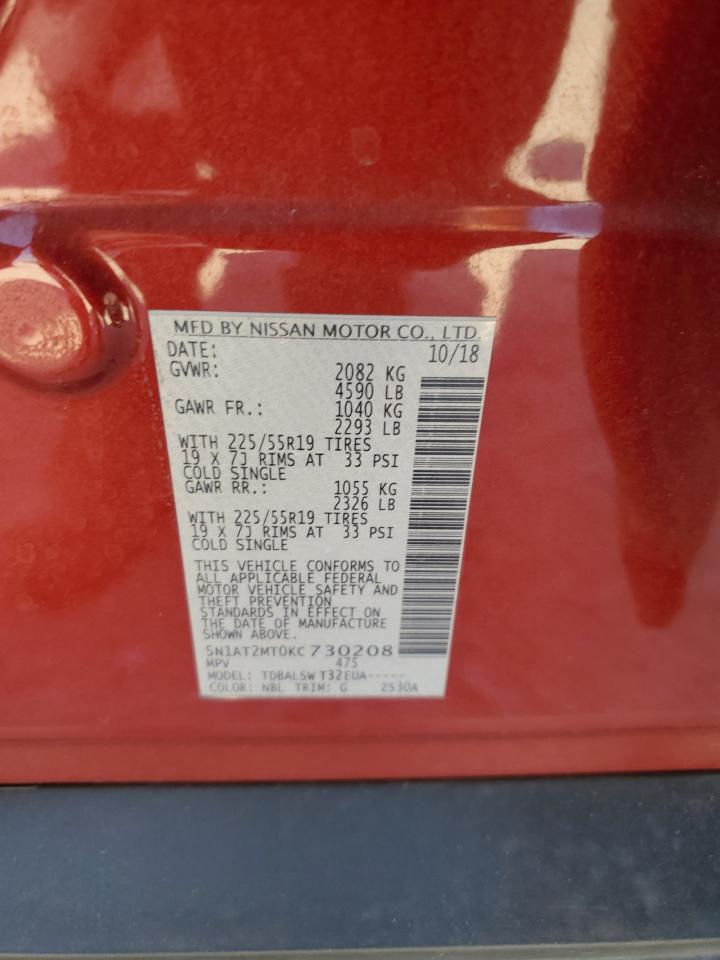 MFD BY NISSAN MOTOR CO., LTD.
DATE: 10/18
GVWR: 2082 KG
4590 LB
GAWR FR.: 1040 KG
2293 LB
WITH 225/55R19 TIRES
19 X 7J RIMS AT 33 PSI
COLD SINGLE
GAWR RR.: 1055 KG
2326 LB
WITH 225/55R19 TIRES
19 X 7J RIMS AT 33 PSI
COLD SINGLE
THIS VEHICLE CONFORMS TO
ALL APPLICABLE FEDERAL
MOTOR VEHICLE SAFETY AND
THEFT PREVENTION
STANDARDS IN EFFECT ON
THE DATE OF MANUFACTURE
SHOWN ABOVE.
5N1AT2MT0KC730208
MPV 475
MODEL: TDBALSW T32EUA-----
COLOR: NBL TRIM: G 2S30A